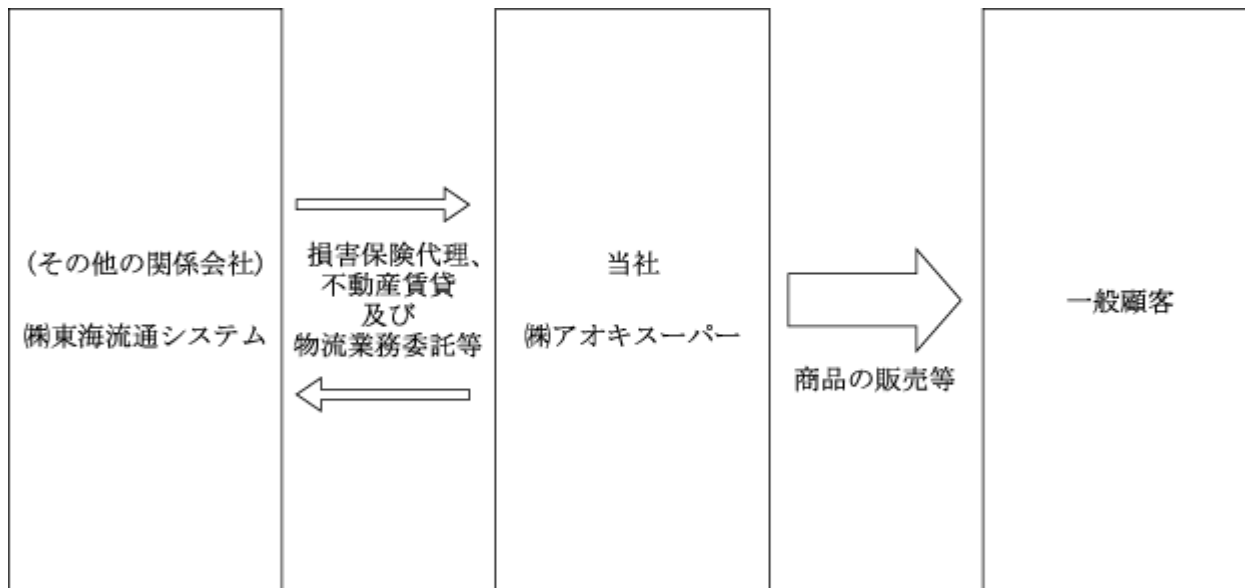 (その他の関係会社)
㈱東海流通システム
損害保険代理、
不動産賃貸
及び
物流業務委託等
当社
㈱アオキスーパー
商品の販売等
一般顧客